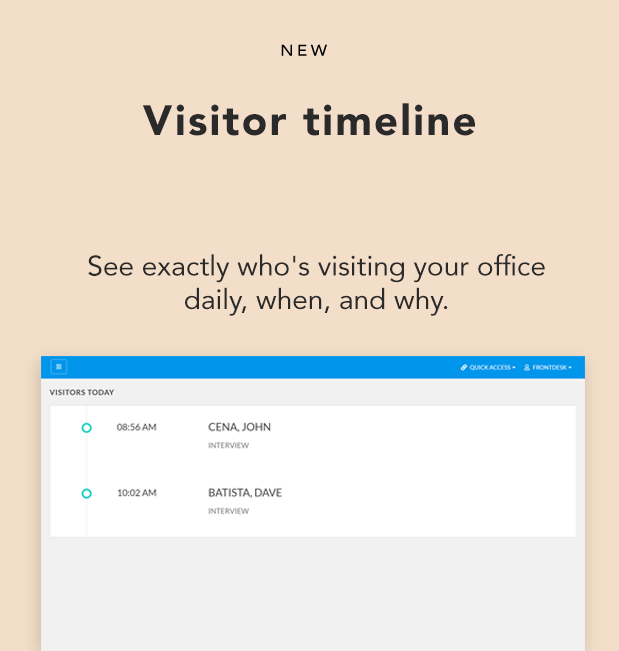 NEW
Visitor timeline
See exactly who's visiting your office
daily, when, and why.
QUICK ACCESS FRONTDESK
VISITORS TODAY
08:56 AM CENA, JOHN
INTERVIEW
10:02 AM BATISTA, DAVE
INTERVIEW